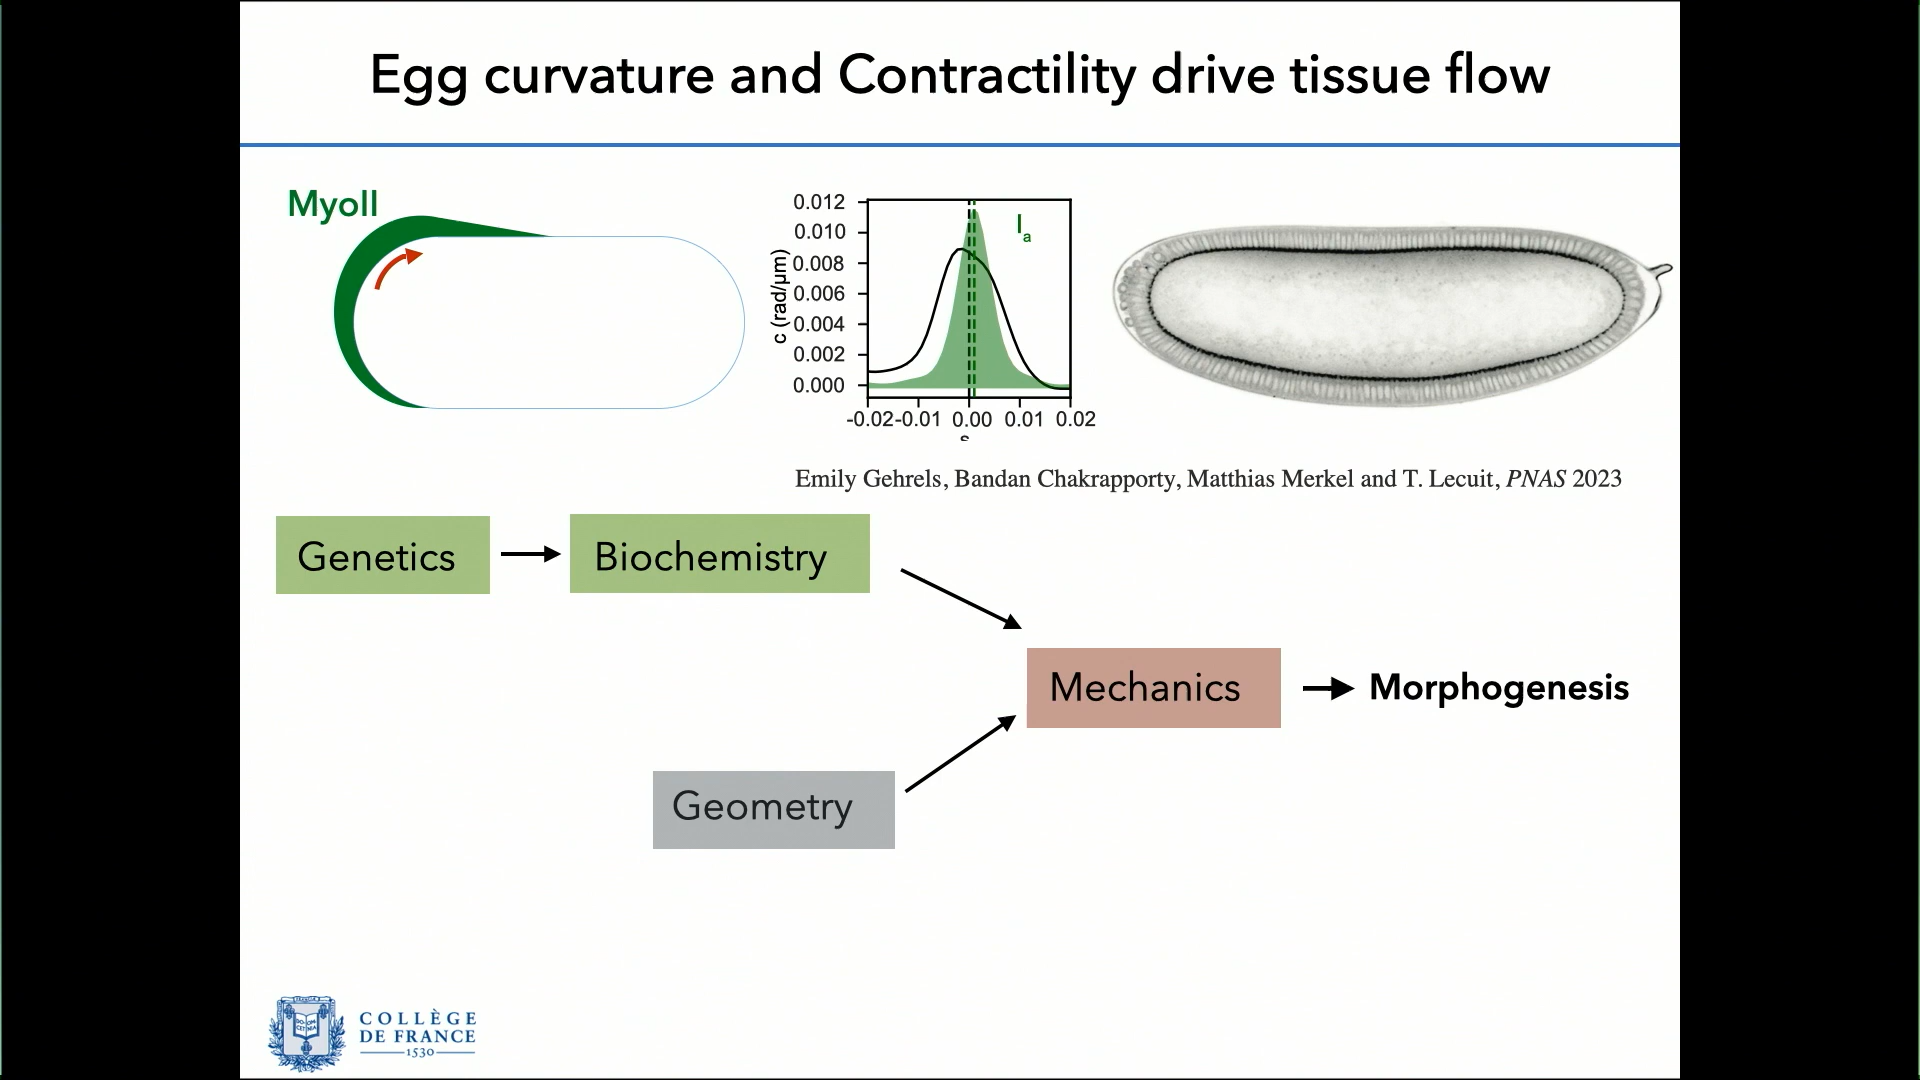 Egg curvature and Contractility drive tissue flow
MyoII
0.012
0.010
0.008
0.006
0.004
0.002
0.000
c (rad/µm)
Ia
-0.02 -0.01 0.00 0.01 0.02
s
Emily Gehrels, Bandan Chakrapporty, Matthias Merkel and T. Lecuit, PNAS 2023
Genetics
Biochemistry
Mechanics
Morphogenesis
Geometry
COLLÈGE
DE FRANCE
1530